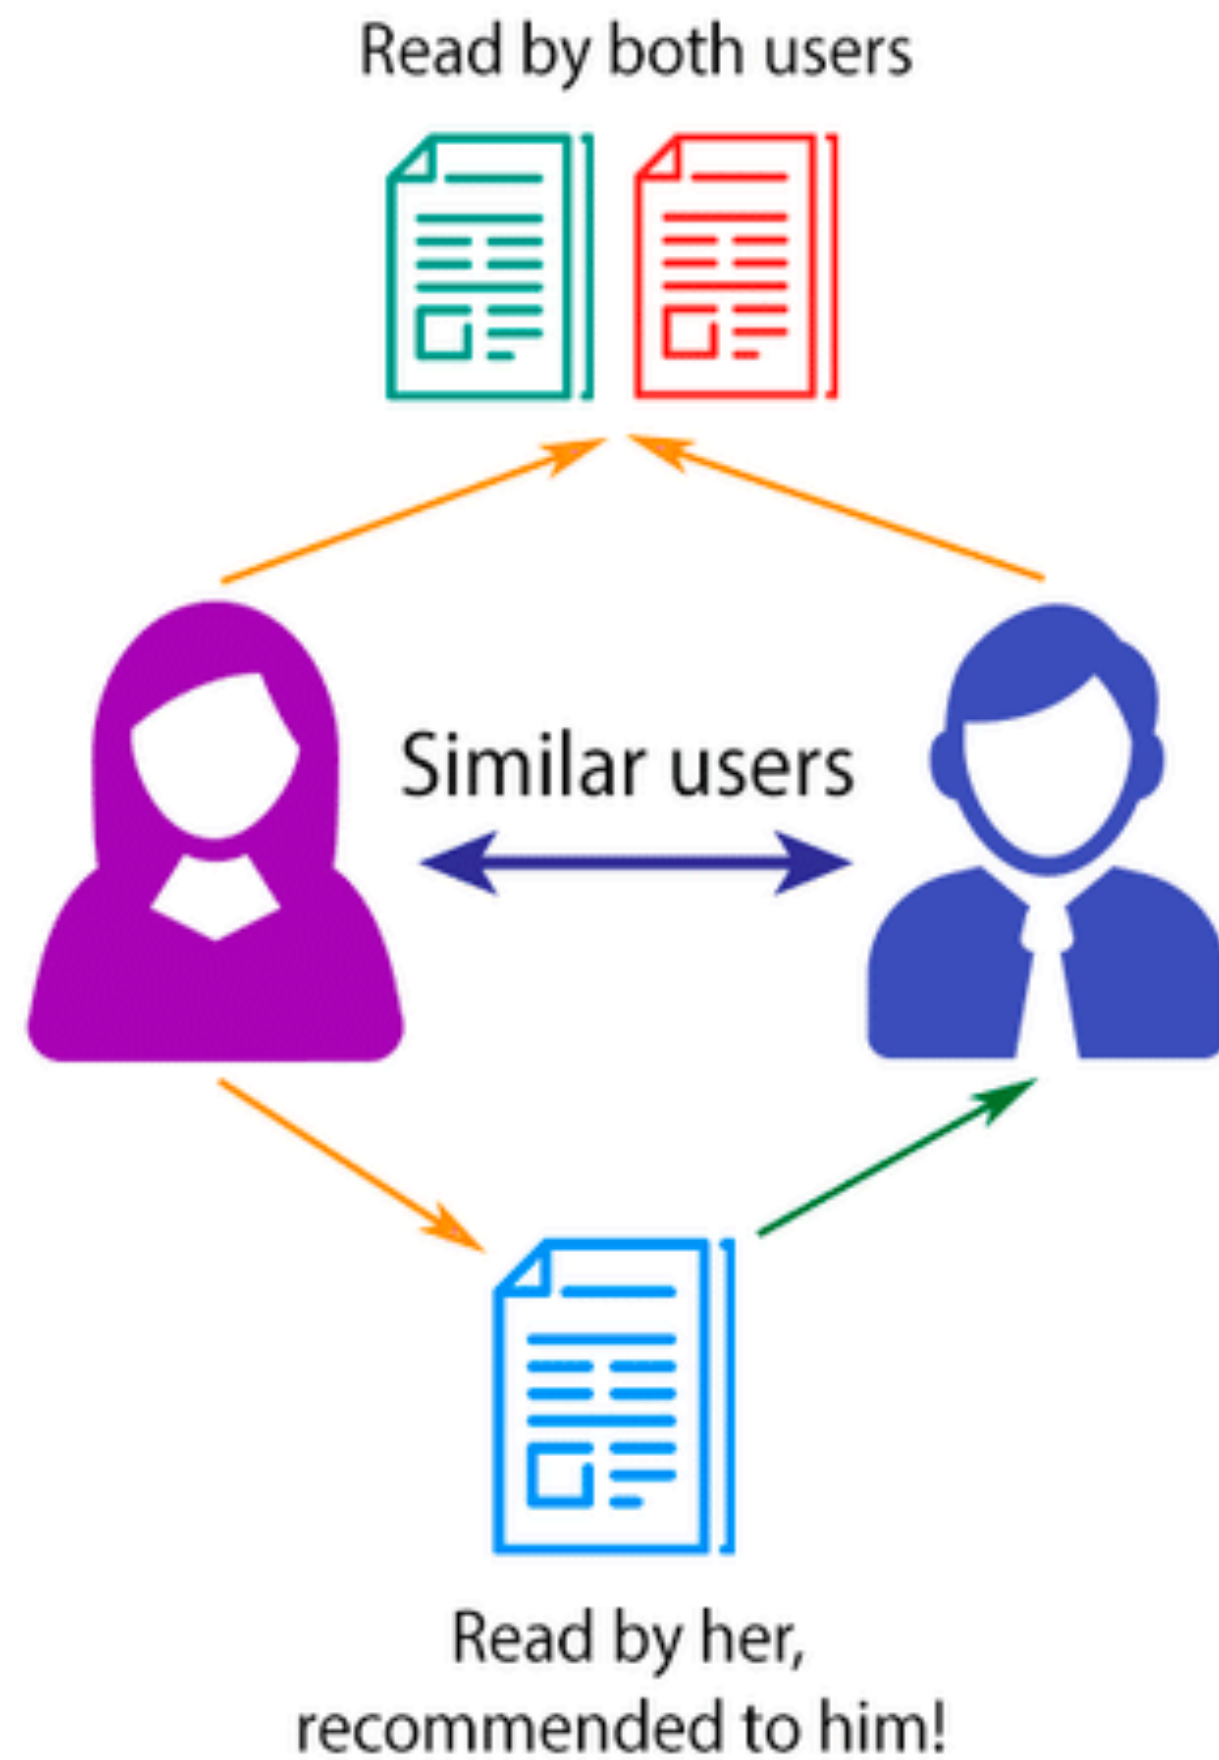 Read by both users
Similar users
Read by her,
recommended to him!